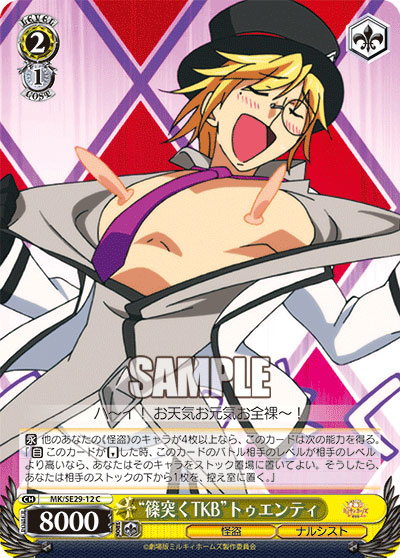 LEVEL
2
1
COST
SAMPLE
ハ〜イ! お天気お元気お全裸〜!
永 他のあなたの《怪盗》のキャラが4枚以上なら、このカードは次の能力を得る。
『自 このカードが した時、このカードのバトル相手のレベルが相手のレベル
より高いなら、あなたはそのキャラをストック置場に置いてよい。そうしたら、
あなたは相手のストックの下から1枚を、控え室に置く。』
CH MK/SE29-12 C
8000
“篠突くTKB”トゥエンティ
怪盗 ナルシスト
©劇場版ミルキィホームズ製作委員会